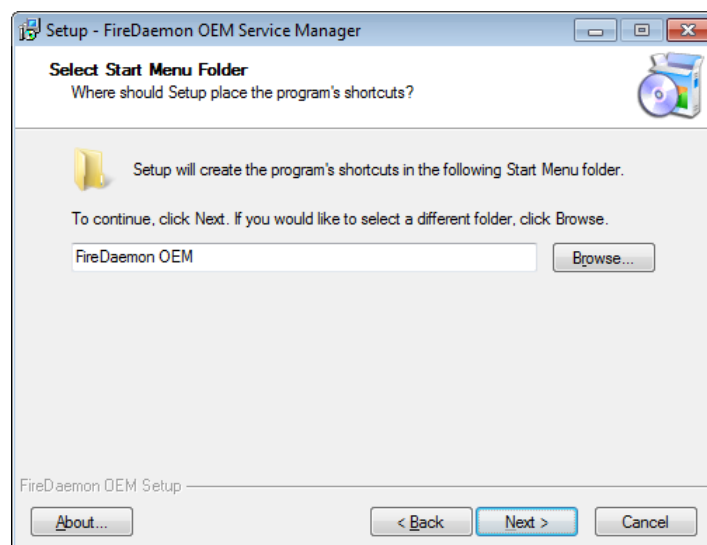 Setup - FireDaemon OEM Service Manager
Select Start Menu Folder
Where should Setup place the program's shortcuts?
Setup will create the program's shortcuts in the following Start Menu folder.
To continue, click Next. If you would like to select a different folder, click Browse.
FireDaemon OEM
Browse...
FireDaemon OEM Setup
About...
< Back
Next >
Cancel